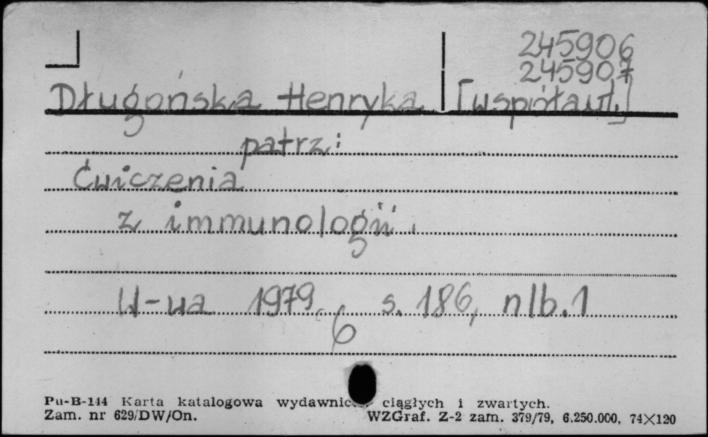 245906
245907
Długońska Henryka [współaut.]
patrz:
Ćwiczenia
z immunologii.
W-wa 1979. s. 186, nlb. 1
6
Pu-B-144 Karta katalogowa wydawnictw ciągłych i zwartych.
Zam. nr 629/DW/On. WZGraf. Z-2 zam. 379/79, 6.250.000, 74×120